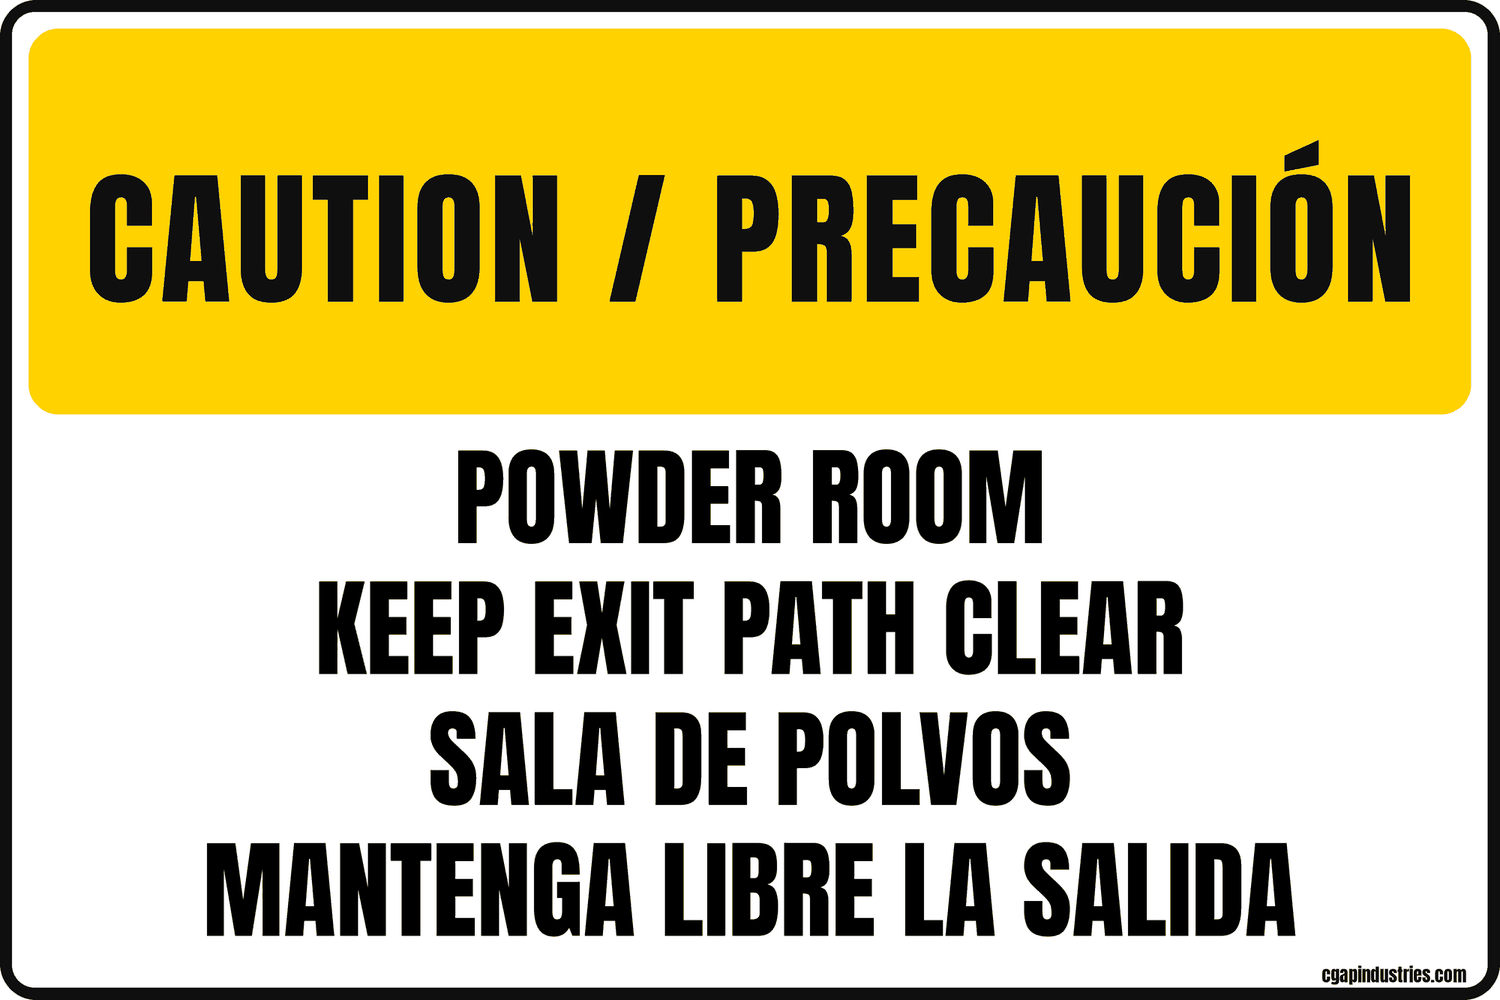 CAUTION / PRECAUCIÓN
POWDER ROOM
KEEP EXIT PATH CLEAR
SALA DE POLVOS
MANTENGA LIBRE LA SALIDA
cgapindustries.com